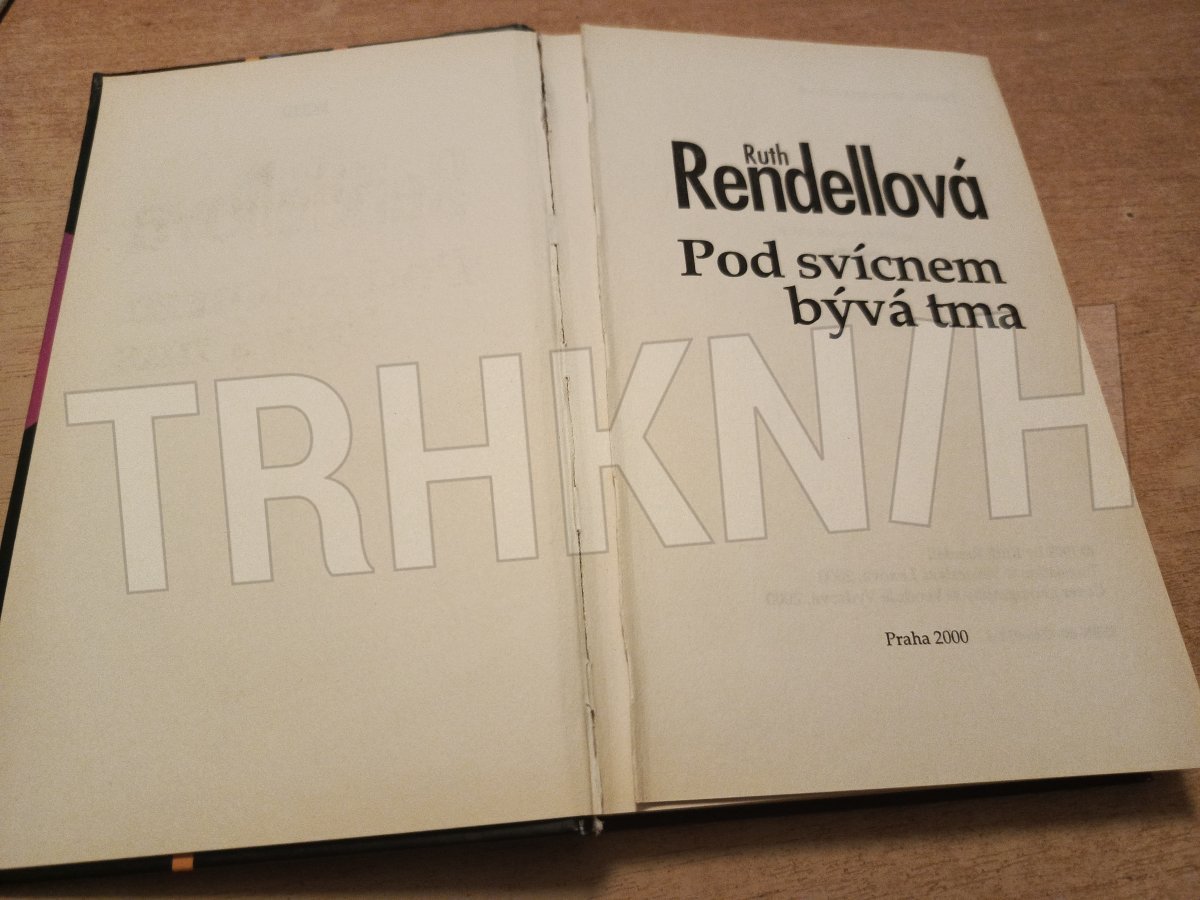 Ruth
Rendellová
Pod svícnem
bývá tma
TRHKNIH
Praha 2000